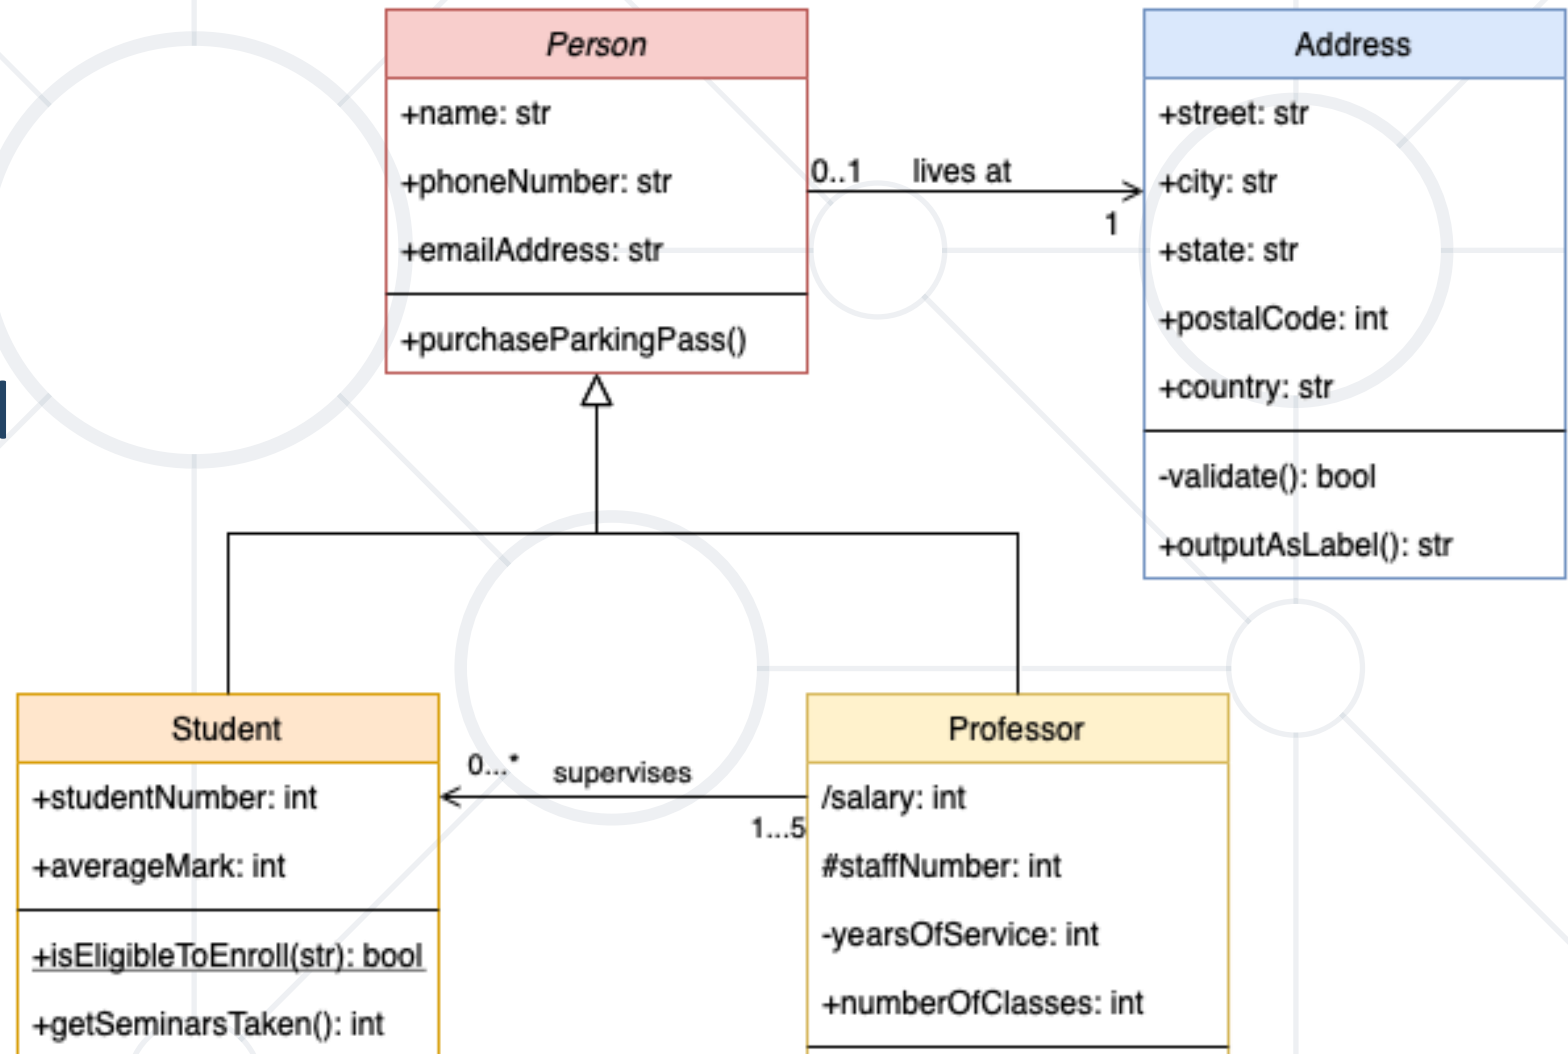 Person
+name: str
+phoneNumber: str
+emailAddress: str
+purchaseParkingPass()
0..1 lives at
1
Address
+street: str
+city: str
+state: str
+postalCode: int
+country: str
-validate(): bool
+outputAsLabel(): str
Student
+studentNumber: int
+averageMark: int
+isEligibleToEnroll(str): bool
+getSeminarsTaken(): int
0...* supervises
1...5
Professor
/salary: int
#staffNumber: int
-yearsOfService: int
+numberOfClasses: int